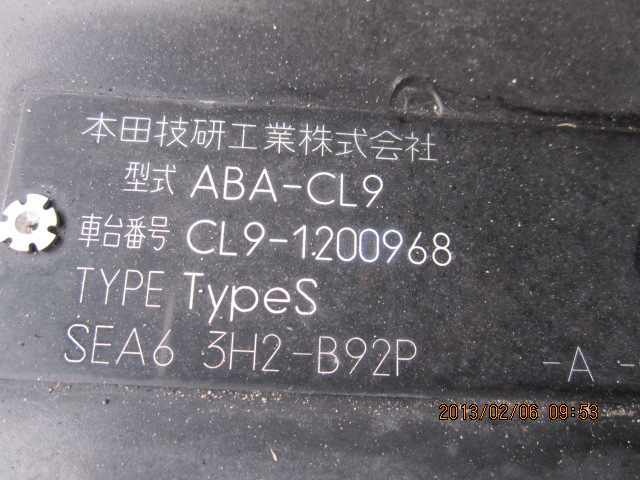 本田技研工業株式会社
型式 ABA-CL9
車台番号 CL9-1200968
TYPE TypeS
SEA6 3H2-B92P -A -
2013/02/06 09:53